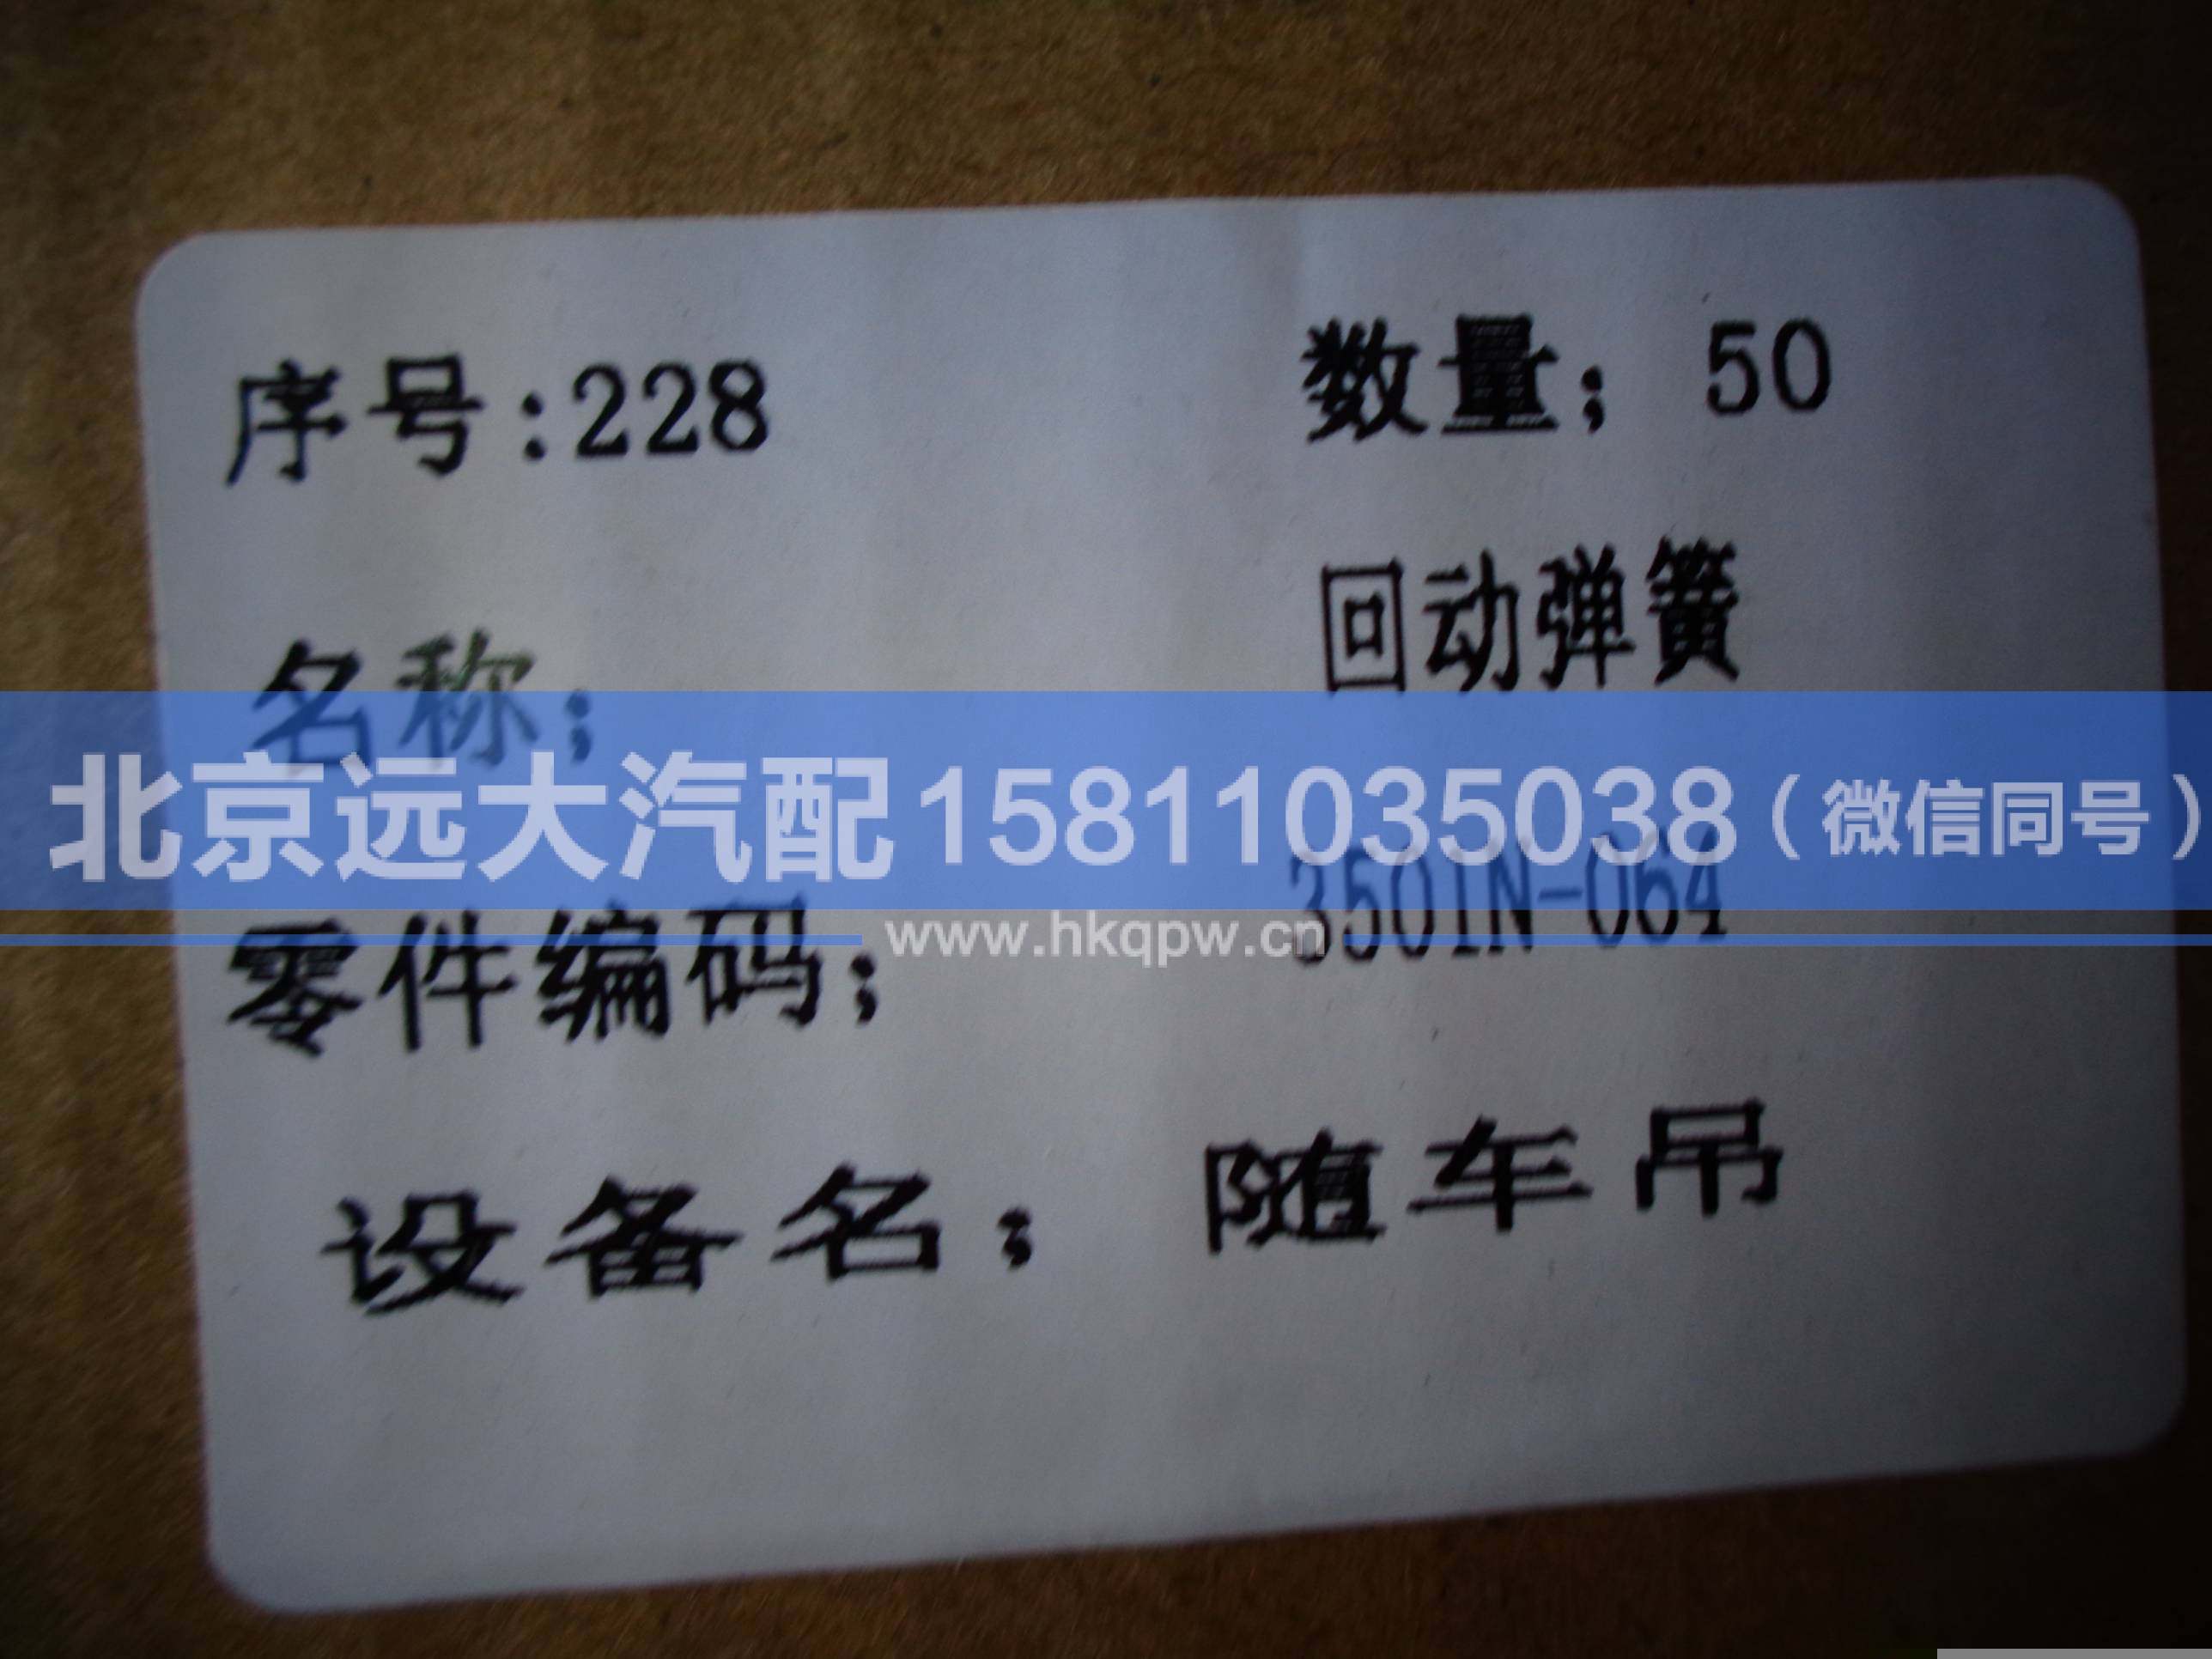 序号:228 数量; 50
名称; 回动弹簧
北京远大汽配15811035038（微信同号）
零件编码; 3501N-064
www.hkqpw.cn
设备名; 随车吊